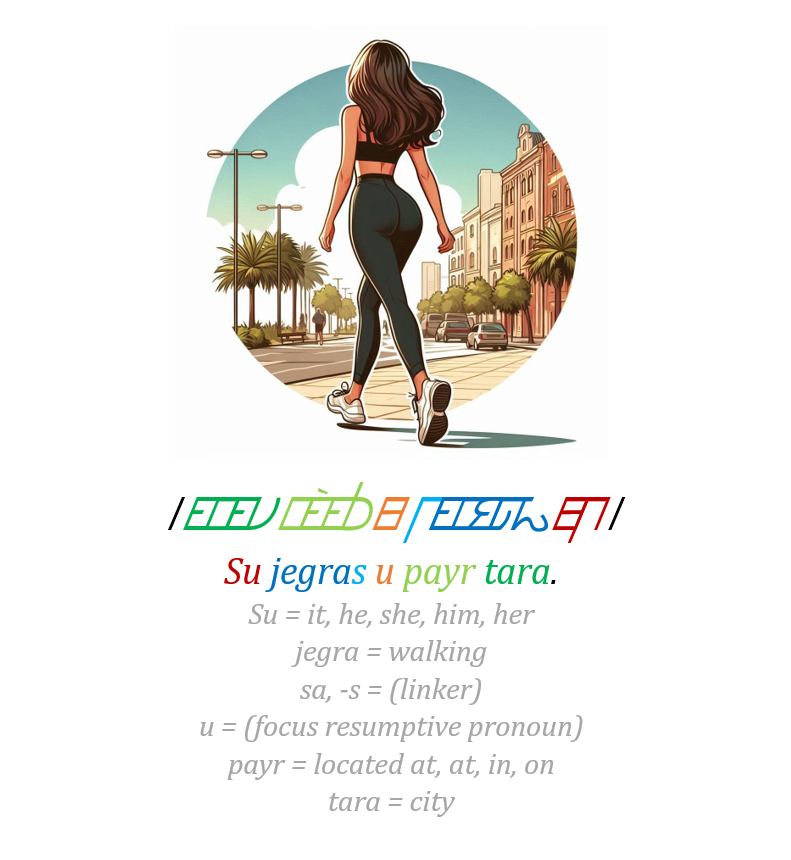 Su jegras u payr tara.
Su = it, he, she, him, her
jegra = walking
sa, -s = (linker)
u = (focus resumptive pronoun)
payr = located at, at, in, on
tara = city